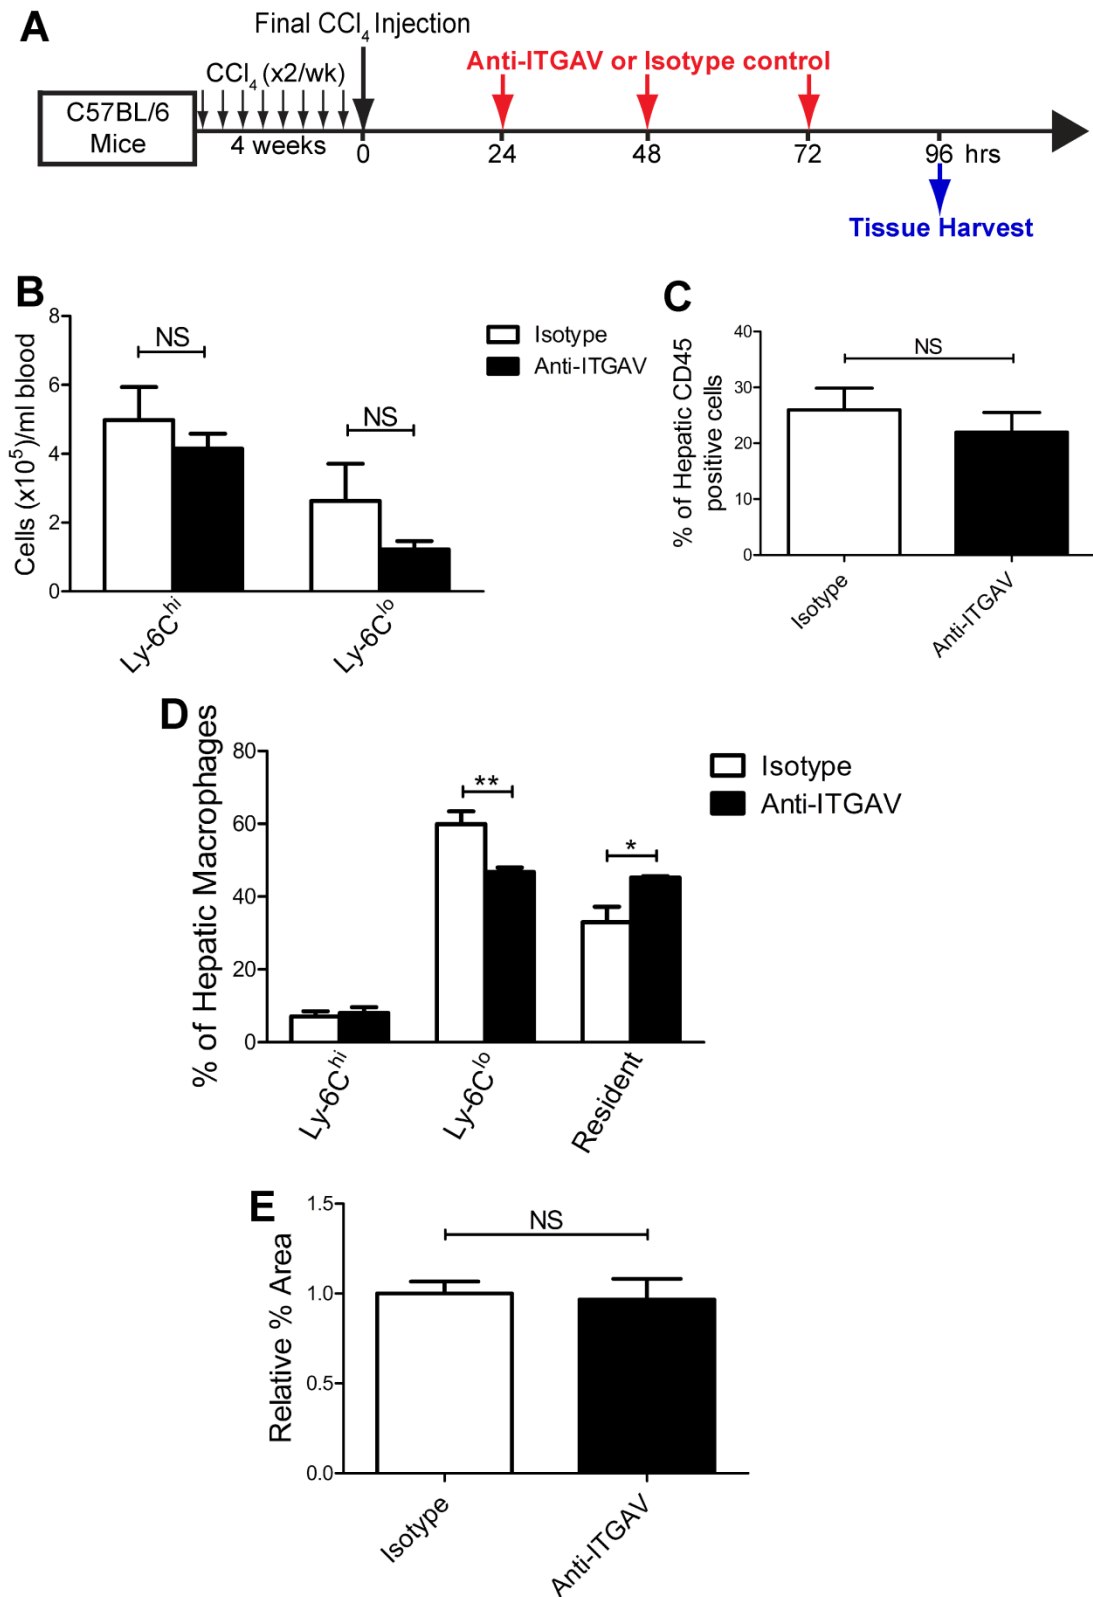 A
Final CCl4 Injection
Anti-ITGAV or Isotype control
CCl4 (x2/wk)
C57BL/6
Mice
4 weeks
0
24
48
72
96 hrs
Tissue Harvest
B
8
6
4
2
0
Cells (x10^5)/ml blood
NS
NS
Ly-6C^hi
Ly-6C^lo
Isotype
Anti-ITGAV
C
40
30
20
10
0
% of Hepatic CD45
positive cells
NS
Isotype
Anti-ITGAV
D
80
60
40
20
0
% of Hepatic Macrophages
**
*
Ly-6C^hi
Ly-6C^lo
Resident
Isotype
Anti-ITGAV
E
1.5
1.0
0.5
0.0
Relative % Area
NS
Isotype
Anti-ITGAV